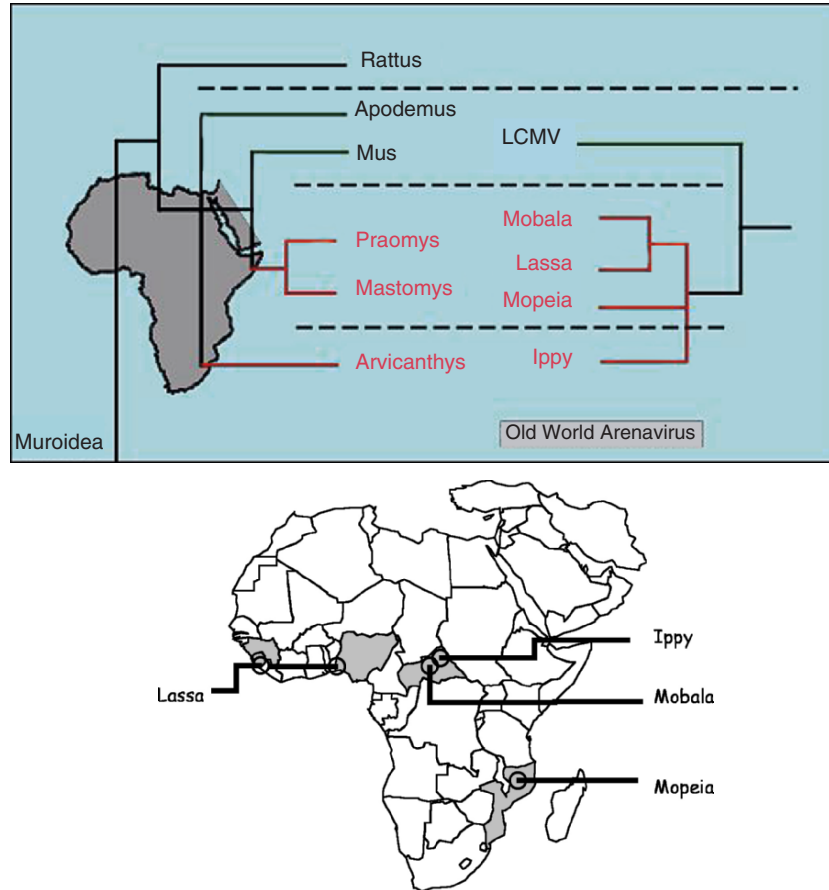 Rattus
Apodemus
Mus
LCMV
Praomys
Mastomys
Mobala
Lassa
Mopeia
Arvicanthys
Ippy
Muroidea
Old World Arenavirus
Ippy
Lassa
Mobala
Mopeia